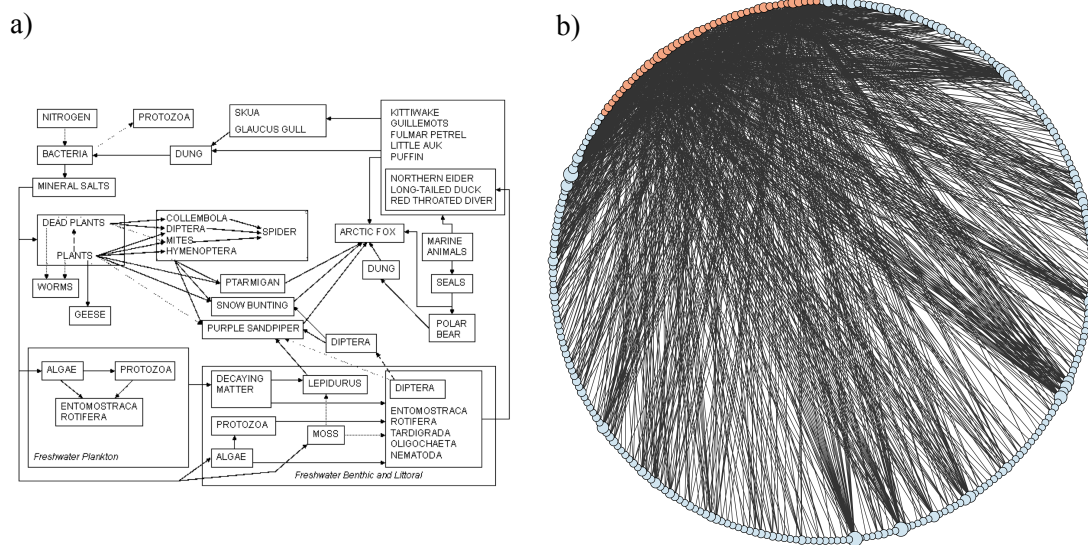 a)
b)
NITROGEN
PROTOZOA
SKUA
GLAUCUS GULL
KITTIWAKE
GUILLEMOTS
FULMAR PETREL
LITTLE AUK
PUFFIN
BACTERIA
DUNG
MINERAL SALTS
NORTHERN EIDER
LONG-TAILED DUCK
RED THROATED DIVER
DEAD PLANTS
COLLEMBOLA
DIPTERA
MITES
HYMENOPTERA
SPIDER
ARCTIC FOX
MARINE
ANIMALS
PLANTS
DUNG
WORMS
PTARMIGAN
SEALS
GEESE
SNOW BUNTING
PURPLE SANDPIPER
POLAR
BEAR
DIPTERA
ALGAE
PROTOZOA
DECAYING
MATTER
LEPIDURUS
DIPTERA
ENTOMOSTRACA
ROTIFERA
ENTOMOSTRACA
ROTIFERA
TARDIGRADA
OLIGOCHAETA
NEMATODA
PROTOZOA
MOSS
ALGAE
Freshwater Plankton
Freshwater Benthic and Littoral